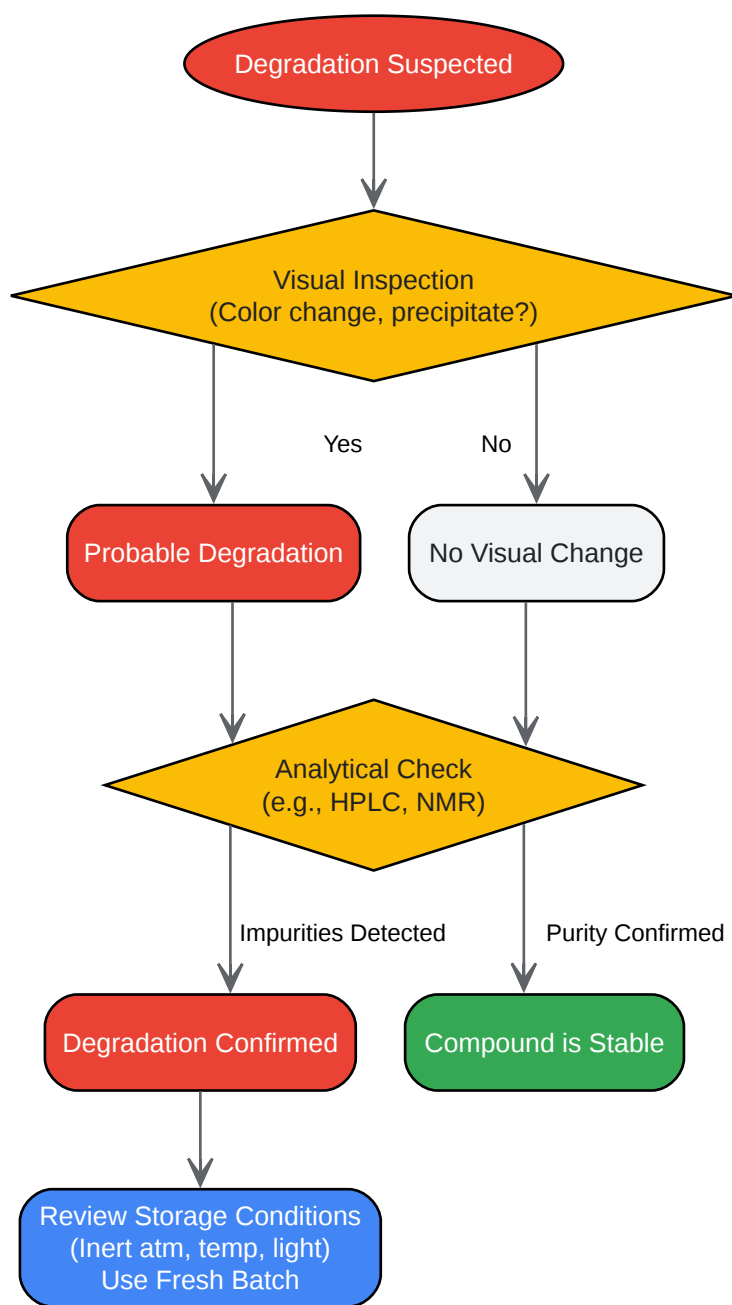 Degradation Suspected
Visual Inspection
(Color change, precipitate?)
Yes
No
Probable Degradation
No Visual Change
Analytical Check
(e.g., HPLC, NMR)
Impurities Detected
Purity Confirmed
Degradation Confirmed
Compound is Stable
Review Storage Conditions
(Inert atm, temp, light)
Use Fresh Batch